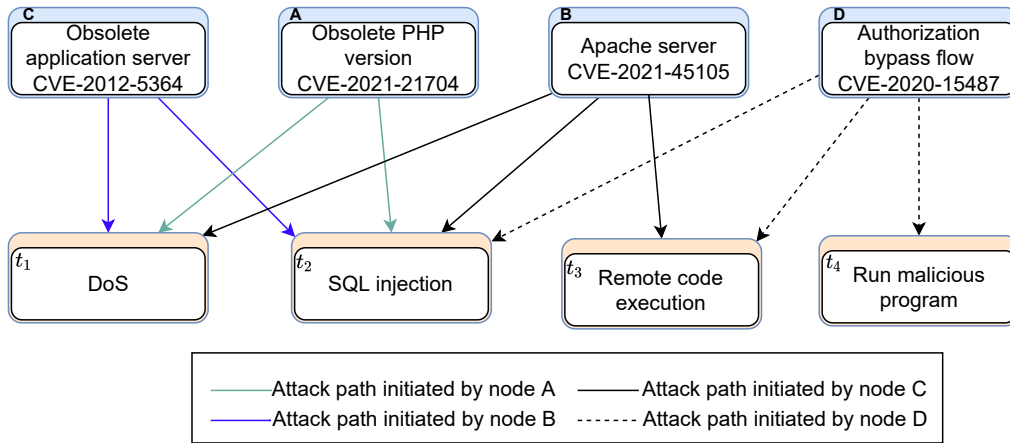 C
Obsolete
application server
CVE-2012-5364
A
Obsolete PHP
version
CVE-2021-21704
B
Apache server
CVE-2021-45105
D
Authorization
bypass flow
CVE-2020-15487
t1
DoS
t2
SQL injection
t3
Remote code
execution
t4
Run malicious
program
Attack path initiated by node A
Attack path initiated by node C
Attack path initiated by node B
Attack path initiated by node D